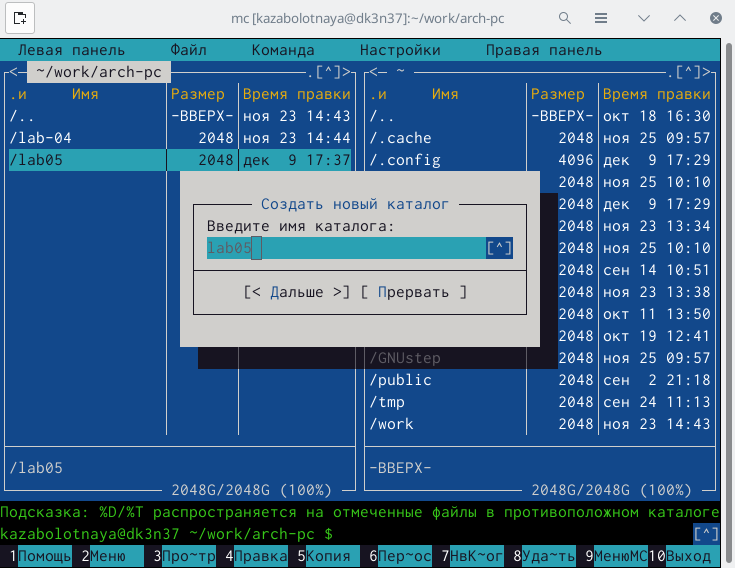 mc [kazabolotnaya@dk3n37]:~/work/arch-pc
Левая панель Файл Команда Настройки Правая панель
<─ ~/work/arch-pc .[^]>
.и Имя Размер Время правки
/.. -ВВЕРХ- ноя 23 14:43
/lab-04 2048 ноя 23 14:44
/lab05 2048 дек 9 17:37
/lab05
2048G/2048G (100%)
<─ ~ .[^]>
.и Имя Размер Время правки
/.. -ВВЕРХ- окт 18 16:30
/.cache 2048 ноя 25 09:57
/.config 4096 дек 9 17:29
2048 ноя 25 10:10
2048 дек 9 17:29
2048 ноя 23 13:34
2048 ноя 25 10:10
2048 сен 14 10:51
2048 ноя 23 13:38
2048 окт 11 13:50
2048 окт 19 12:41
/GNUstep 2048 ноя 25 09:57
/public 2048 сен 2 21:18
/tmp 2048 сен 24 11:13
/work 2048 ноя 23 14:43
-ВВЕРХ-
2048G/2048G (100%)
Создать новый каталог
Введите имя каталога:
lab05 [^]
[< Дальше >] [ Прервать ]
Подсказка: %D/%T распространяется на отмеченные файлы в противоположном каталоге
kazabolotnaya@dk3n37 ~/work/arch-pc $ [^]
1Помощь 2Меню 3Про~тр 4Правка 5Копия 6Пер~ос 7НвК~ог 8Уда~ть 9МенюМС 10Выход